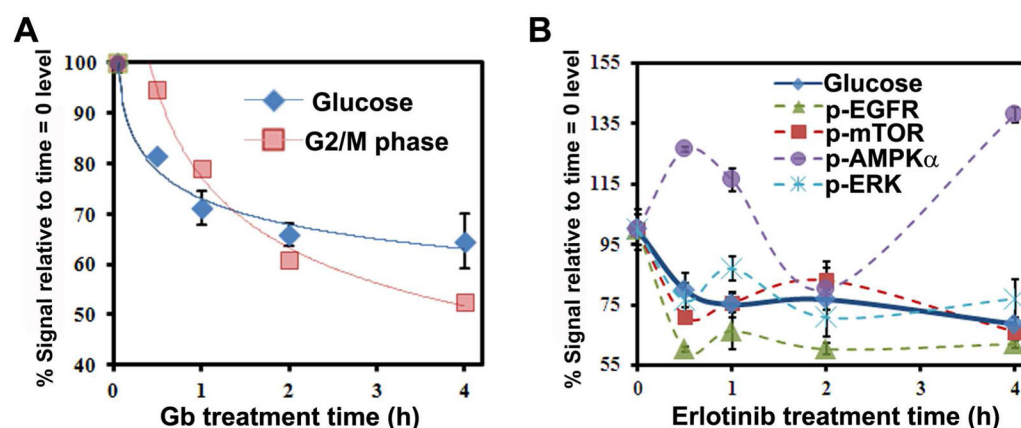 A
% Signal relative to time = 0 level
100
90
80
70
60
50
40
0
1
2
3
4
Gb treatment time (h)
Glucose
G2/M phase
B
% Signal relative to time = 0 level
155
135
115
95
75
55
0
1
2
3
4
Erlotinib treatment time (h)
Glucose
p-EGFR
p-mTOR
p-AMPKα
p-ERK